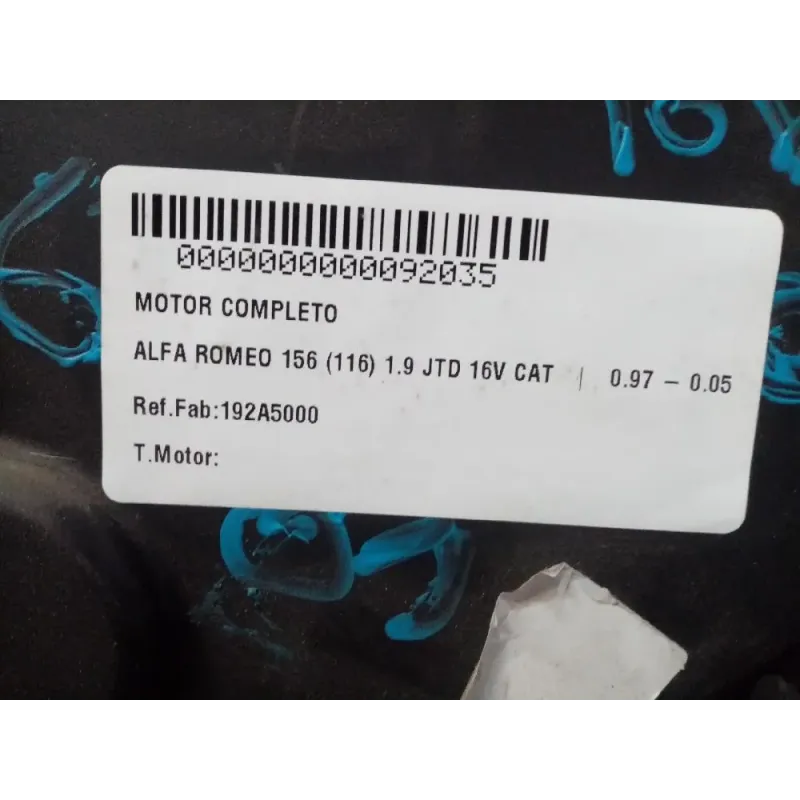 16V
0000000000092035
MOTOR COMPLETO
ALFA ROMEO 156 (116) 1.9 JTD 16V CAT | 0.97 – 0.05
Ref.Fab:192A5000
T.Motor: